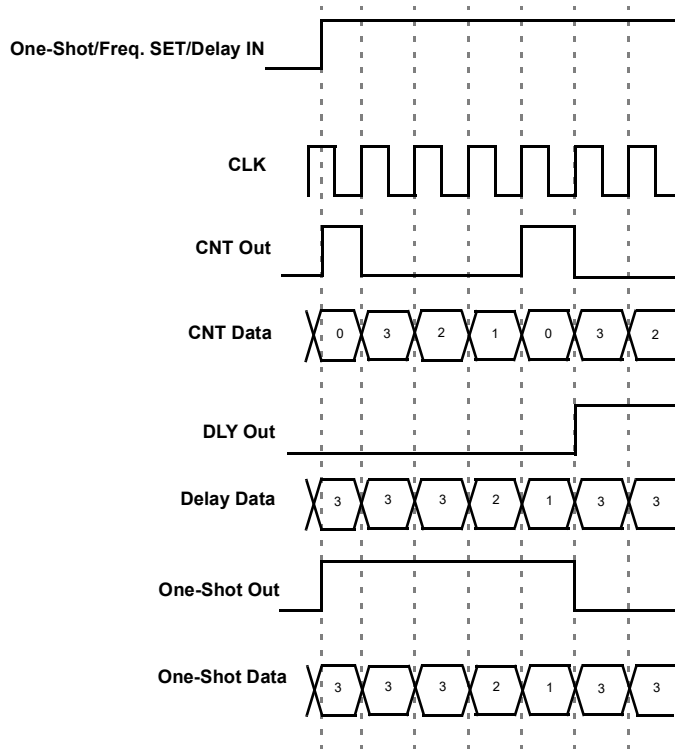 One-Shot/Freq. SET/Delay IN
CLK
CNT Out
CNT Data 0 3 2 1 0 3 2
DLY Out
Delay Data 3 3 3 2 1 3 3
One-Shot Out
One-Shot Data 3 3 3 2 1 3 3